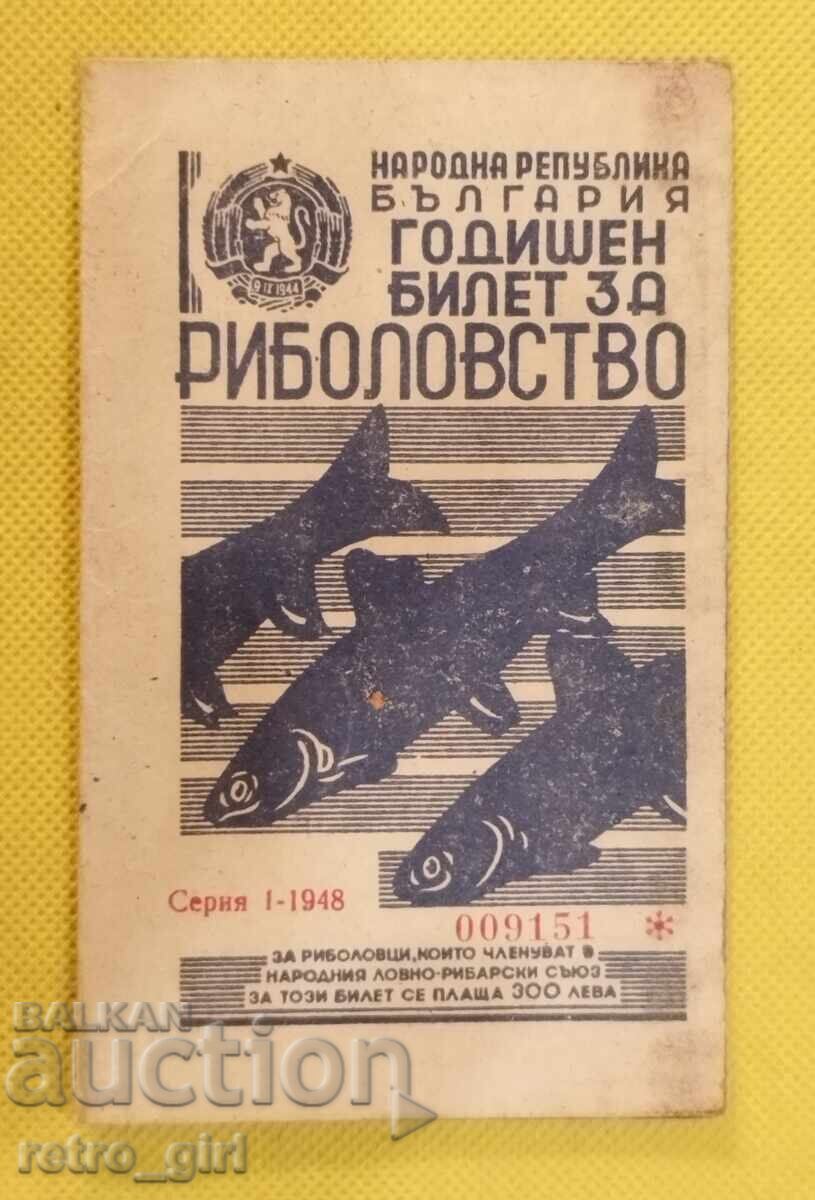 НАРОДНА РЕПУБЛИКА
БЪЛГАРИЯ
ГОДИШЕН
БИЛЕТ ЗА
РИБОЛОВСТВО
9 IX 1944
Серия 1-1948
009151 *
ЗА РИБОЛОВЦИ, КОИТО ЧЛЕНУВАТ В
НАРОДНИЯ ЛОВНО-РИБАРСКИ СЪЮЗ
ЗА ТОЗИ БИЛЕТ СЕ ПЛАЩА 300 ЛЕВА
BALKAN
auction
retro_girl